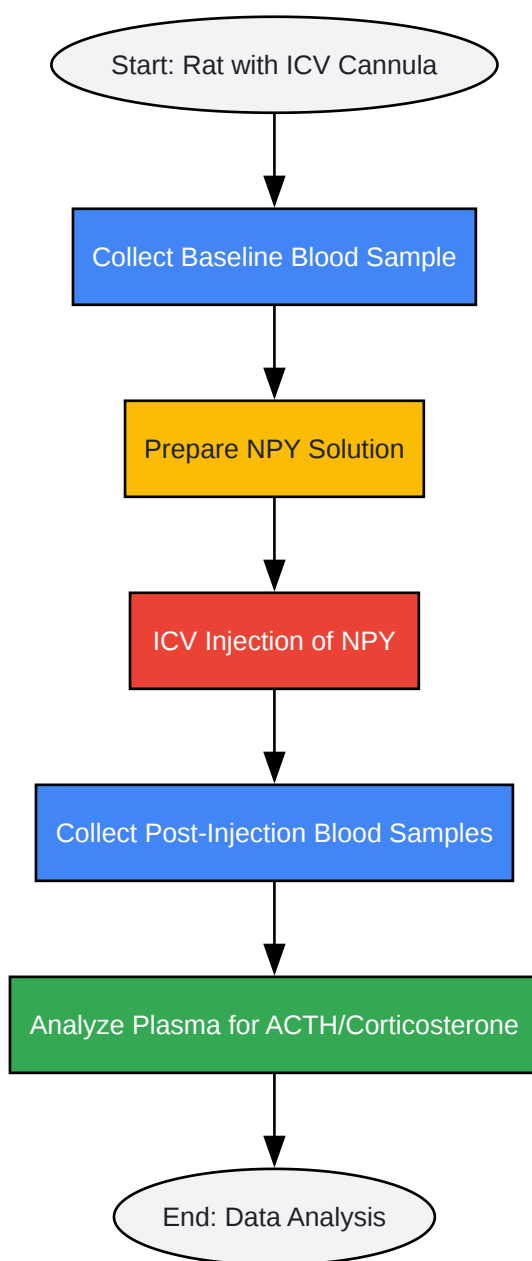 Start: Rat with ICV Cannula
Collect Baseline Blood Sample
Prepare NPY Solution
ICV Injection of NPY
Collect Post-Injection Blood Samples
Analyze Plasma for ACTH/Corticosterone
End: Data Analysis